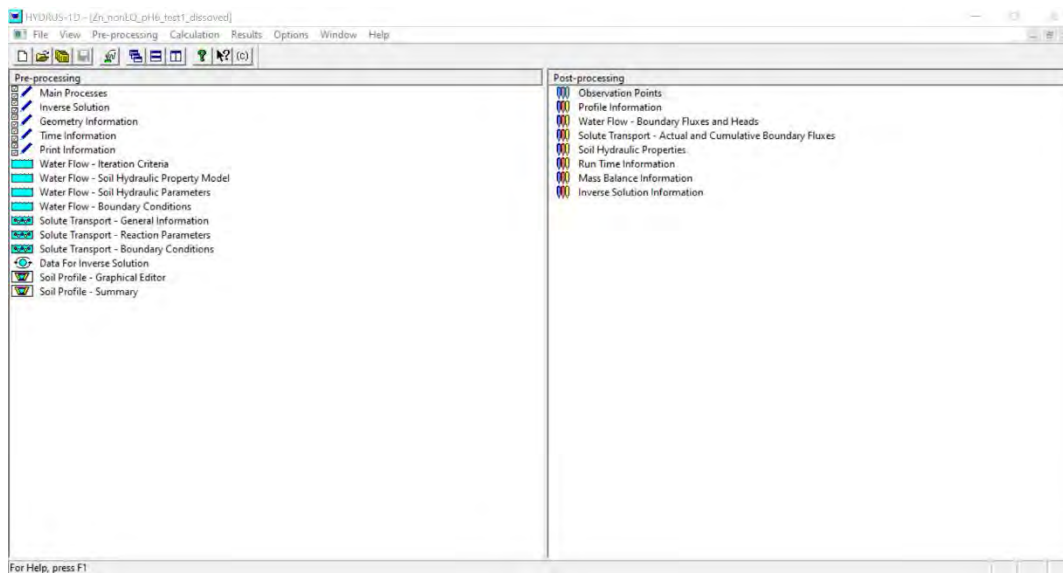 HYDRUS-1D - [Zn_nonEQ_pH6_test1_dissoved]
File View Pre-processing Calculation Results Options Window Help
Pre-processing
Main Processes
Inverse Solution
Geometry Information
Time Information
Print Information
Water Flow - Iteration Criteria
Water Flow - Soil Hydraulic Property Model
Water Flow - Soil Hydraulic Parameters
Water Flow - Boundary Conditions
Solute Transport - General Information
Solute Transport - Reaction Parameters
Solute Transport - Boundary Conditions
Data For Inverse Solution
Soil Profile - Graphical Editor
Soil Profile - Summary
Post-processing
Observation Points
Profile Information
Water Flow - Boundary Fluxes and Heads
Solute Transport - Actual and Cumulative Boundary Fluxes
Soil Hydraulic Properties
Run Time Information
Mass Balance Information
Inverse Solution Information
For Help, press F1